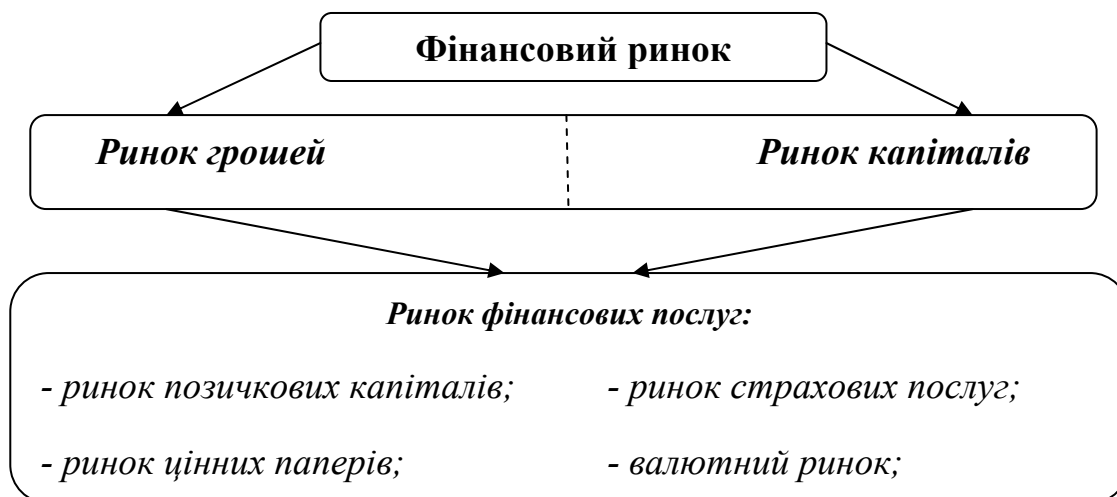 Фінансовий ринок
Ринок грошей
Ринок капіталів
Ринок фінансових послуг:
- ринок позичкових капіталів;
- ринок страхових послуг;
- ринок цінних паперів;
- валютний ринок;